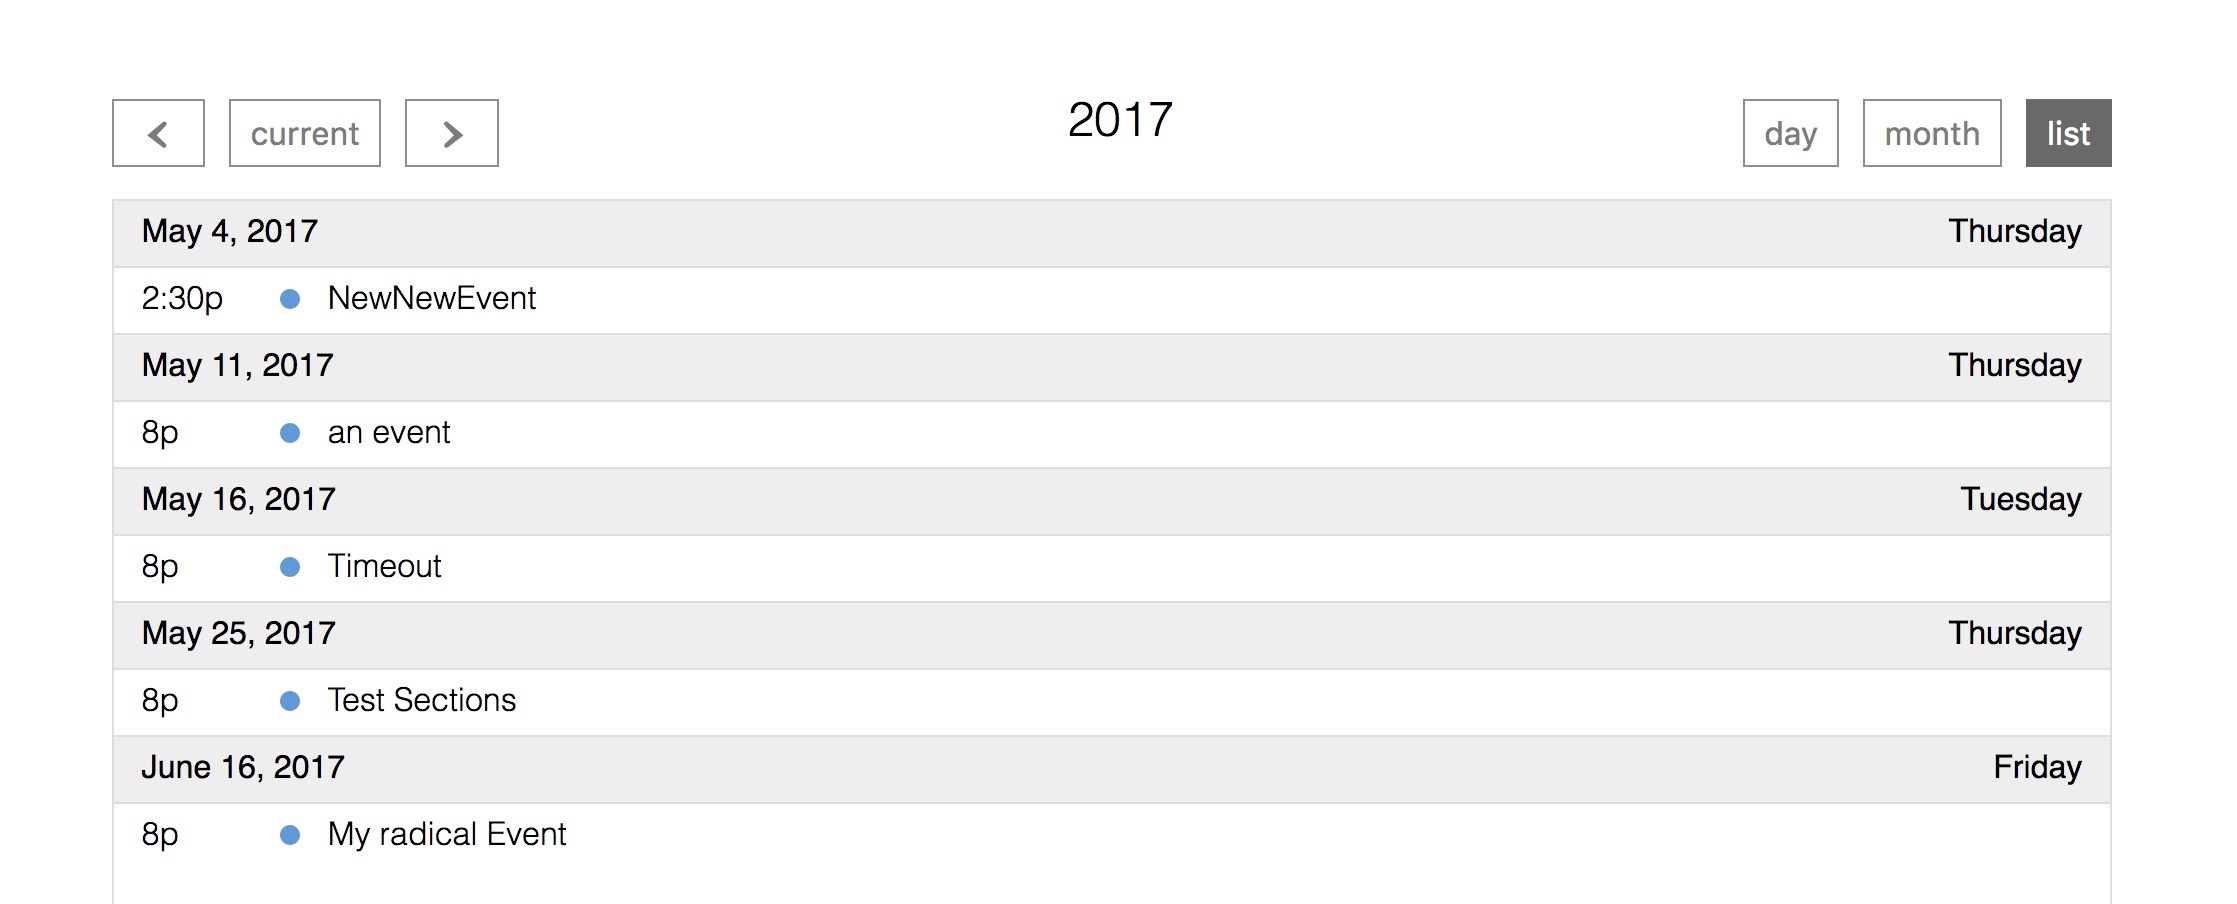 current 2017 day month list
May 4, 2017 Thursday
2:30p NewNewEvent
May 11, 2017 Thursday
8p an event
May 16, 2017 Tuesday
8p Timeout
May 25, 2017 Thursday
8p Test Sections
June 16, 2017 Friday
8p My radical Event